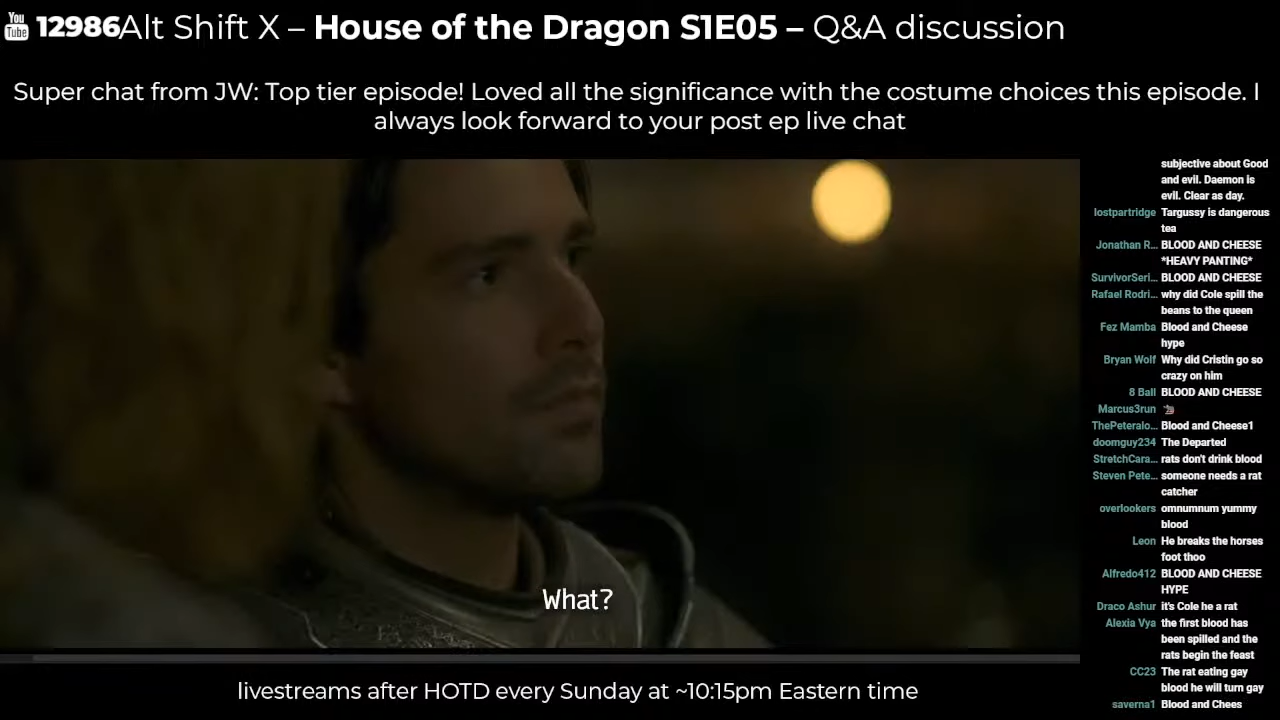 You
Tube
12986
Alt Shift X – House of the Dragon S1E05 – Q&A discussion
Super chat from JW: Top tier episode! Loved all the significance with the costume choices this episode. I
always look forward to your post ep live chat
subjective about Good
and evil. Daemon is
evil. Clear as day.
lostpartridge Targussy is dangerous
tea
Jonathan R... BLOOD AND CHEESE
*HEAVY PANTING*
SurvivorSeri... BLOOD AND CHEESE
Rafael Rodri... why did Cole spill the
beans to the queen
Fez Mamba Blood and Cheese
hype
Bryan Wolf Why did Cristin go so
crazy on him
8 Ball BLOOD AND CHEESE
Marcus3run 🐀
ThePeteralo... Blood and Cheese1
doomguy234 The Departed
StretchCara... rats don't drink blood
Steven Pete... someone needs a rat
catcher
overlookers omnumnum yummy
blood
Leon He breaks the horses
foot thoo
Alfredo412 BLOOD AND CHEESE
HYPE
Draco Ashur it's Cole he a rat
Alexia Vya the first blood has
been spilled and the
rats begin the feast
CC23 The rat eating gay
blood he will turn gay
saverna1 Blood and Chees
What?
livestreams after HOTD every Sunday at ~10:15pm Eastern time